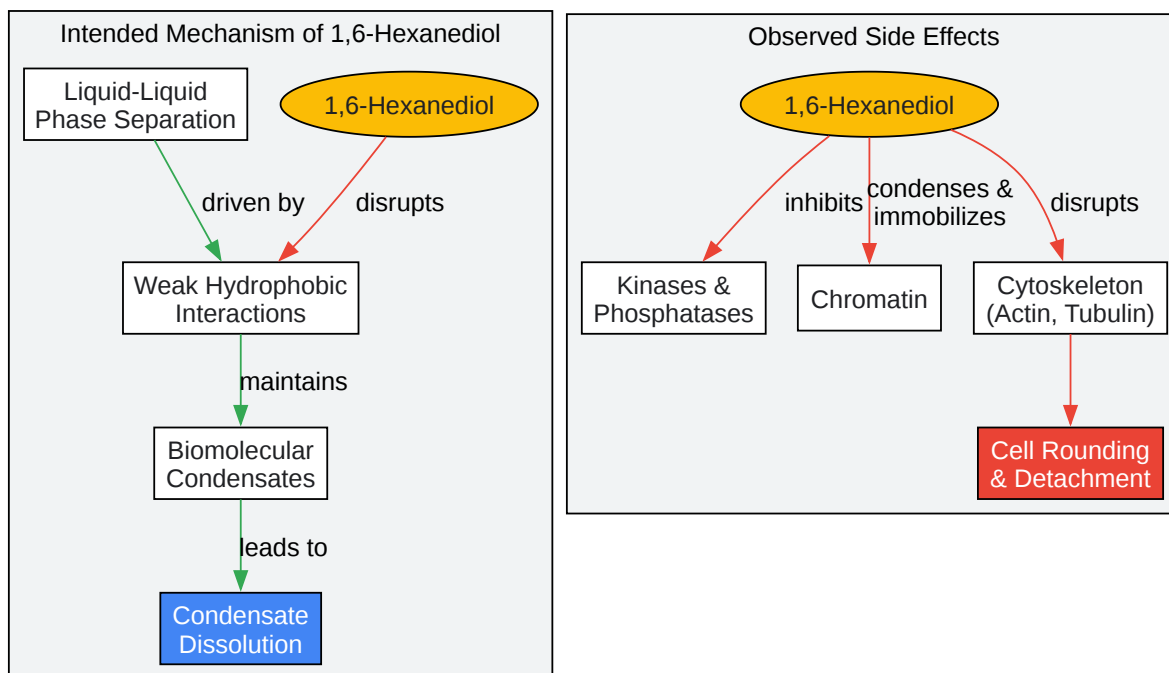 Intended Mechanism of 1,6-Hexanediol
Liquid-Liquid
Phase Separation
1,6-Hexanediol
driven by
disrupts
Weak Hydrophobic
Interactions
maintains
Biomolecular
Condensates
leads to
Condensate
Dissolution
Observed Side Effects
1,6-Hexanediol
inhibits
condenses &
immobilizes
disrupts
Kinases &
Phosphatases
Chromatin
Cytoskeleton
(Actin, Tubulin)
Cell Rounding
& Detachment